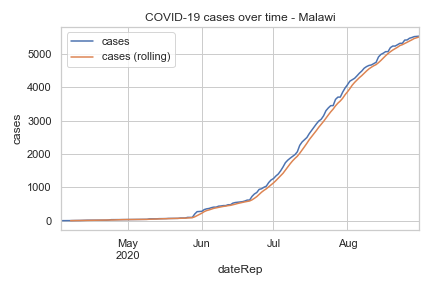 COVID-19 cases over time - Malawi
cases
cases (rolling)
5000
4000
3000
2000
1000
0
cases
May
2020
Jun
Jul
Aug
dateRep